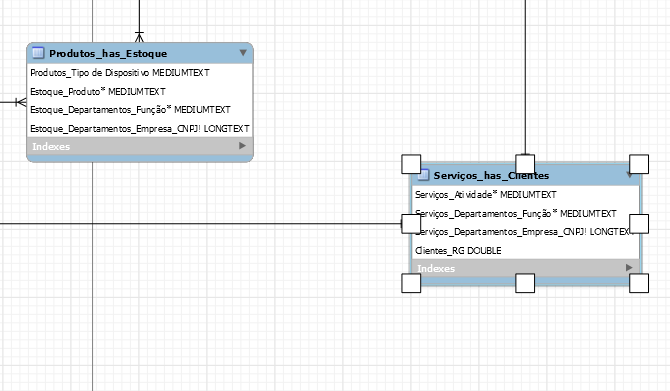 Produtos_has_Estoque
Produtos_Tipo de Dispositivo MEDIUMTEXT
Estoque_Produto* MEDIUMTEXT
Estoque_Departamentos_Função* MEDIUMTEXT
Estoque_Departamentos_Empresa_CNPJ! LONGTEXT
Indexes
Serviços_has_Clientes
Serviços_Atividade* MEDIUMTEXT
Serviços_Departamentos_Função* MEDIUMTEXT
Serviços_Departamentos_Empresa_CNPJ! LONGTEXT
Clientes_RG DOUBLE
Indexes